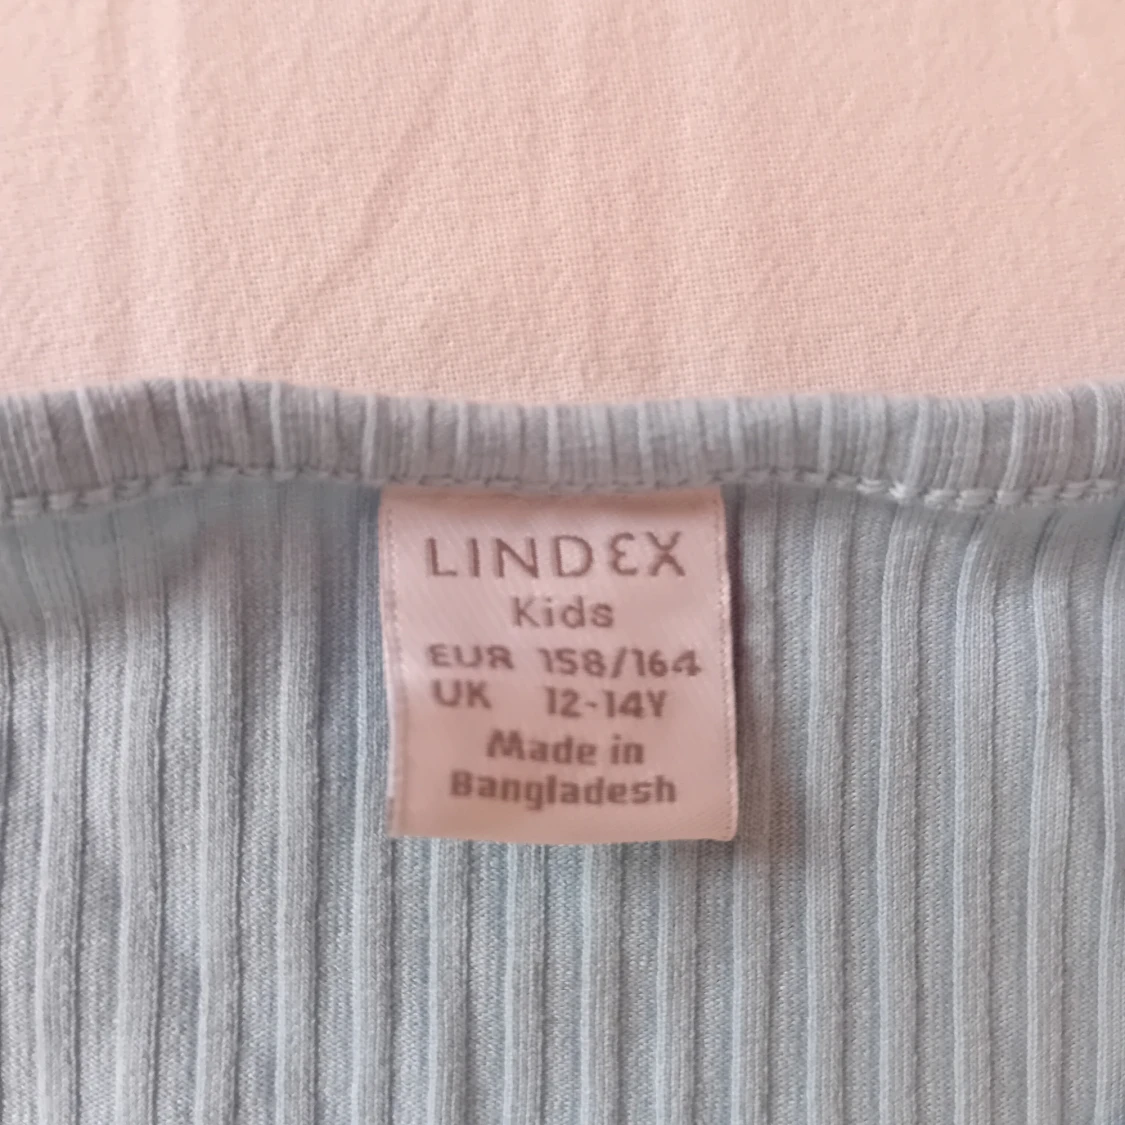 LINDEX
Kids
EUR 158/164
UK 12-14Y
Made in
Bangladesh